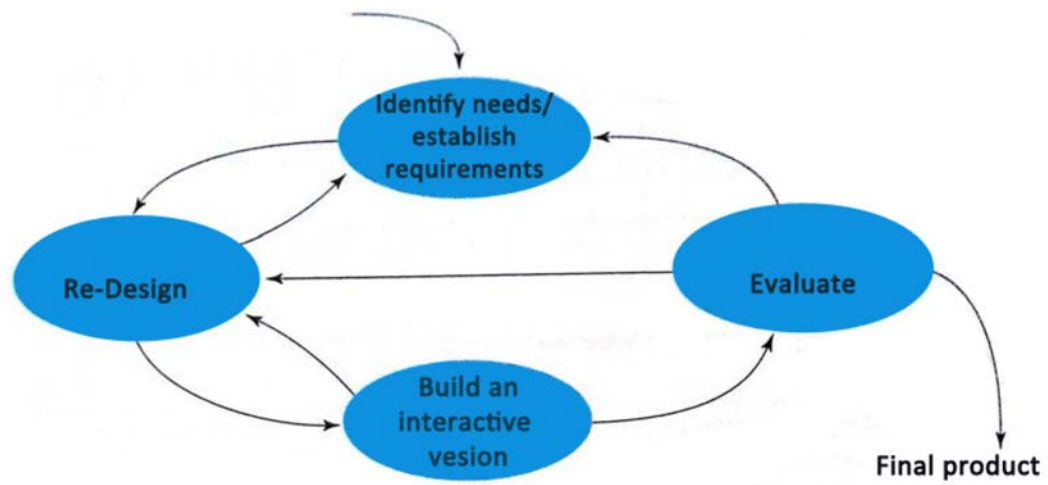 Identify needs/
establish
requirements
Re-Design
Evaluate
Build an
interactive
vesion
Final product